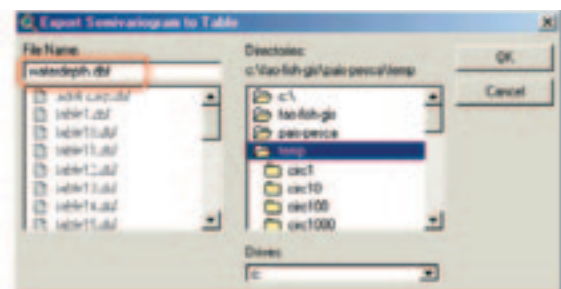 Export Semivariogram to Table
File Name:
waterdepth.dbf
table1.dbf
table10.dbf
table11.dbf
table12.dbf
table13.dbf
table14.dbf
table15.dbf
Directories:
c:\fao-fish-gis\pais-pesca\temp
c:\
fao-fish-gis
pais-pesca
temp
circ1
circ10
circ100
circ1000
Drives:
c:
OK
Cancel